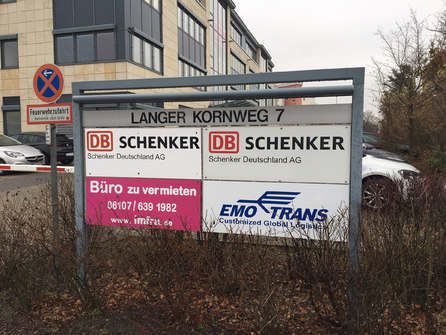 Feuerwehrzufahrt
LANGER KORNWEG 7
DB SCHENKER
Schenker Deutschland AG
DB SCHENKER
Schenker Deutschland AG
Büro zu vermieten
06107/639 1982
EMO TRANS
Customized Global Logistics